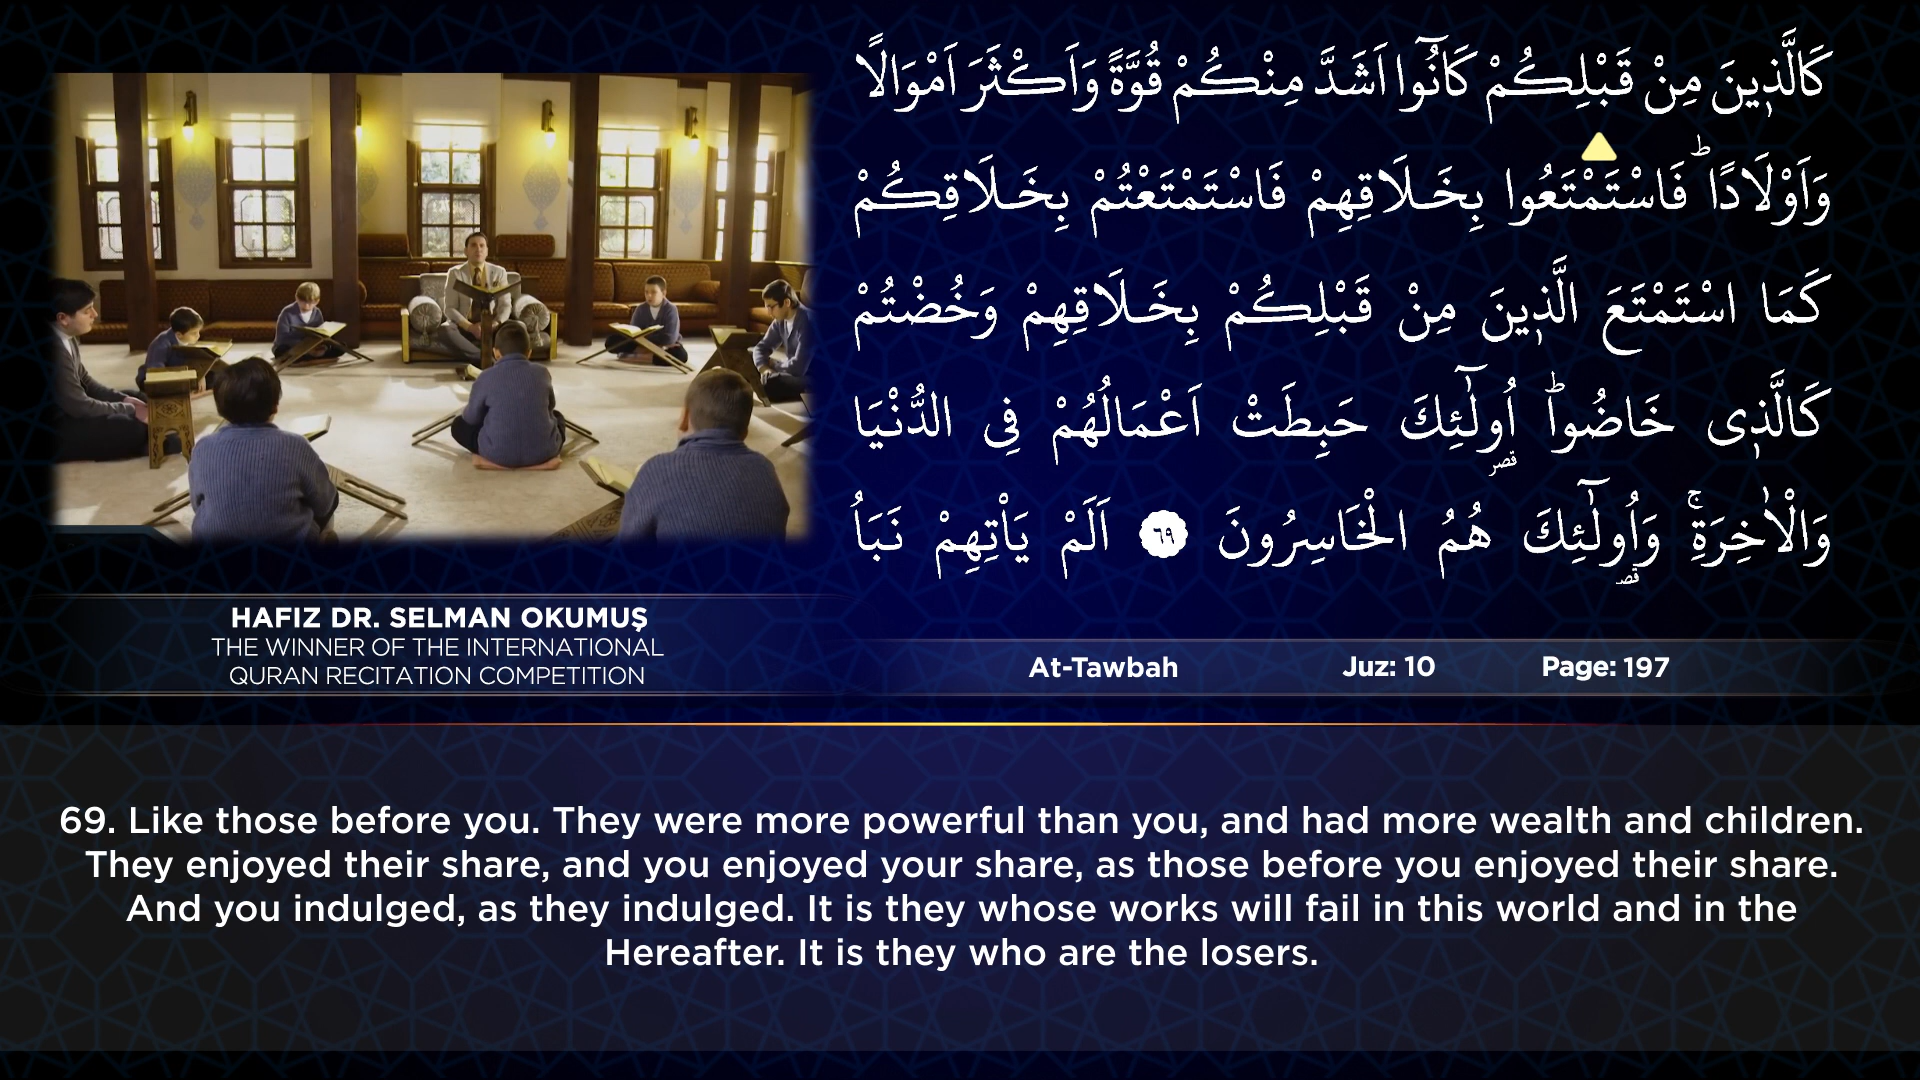 كَالَّذ۪ينَ مِنْ قَبْلِكُمْ كَانُٓوا اَشَدَّ مِنْكُمْ قُوَّةً وَاَكْثَرَ اَمْوَالًا
وَاَوْلَادًاۜ فَاسْتَمْتَعُوا بِخَلَاقِهِمْ فَاسْتَمْتَعْتُمْ بِخَلَاقِكُمْ
كَمَا اسْتَمْتَعَ الَّذ۪ينَ مِنْ قَبْلِكُمْ بِخَلَاقِهِمْ وَخُضْتُمْ
كَالَّذ۪ى خَاضُواۜ اُو۬لٰٓئِكَ حَبِطَتْ اَعْمَالُهُمْ فِى الدُّنْيَا
وَالْاٰخِرَةِۚ وَاُو۬لٰٓئِكَ هُمُ الْخَاسِرُونَ ﴿٦٩﴾ اَلَمْ يَاْتِهِمْ نَبَاُ
HAFIZ DR. SELMAN OKUMUŞ
THE WINNER OF THE INTERNATIONAL
QURAN RECITATION COMPETITION
At-Tawbah Juz: 10 Page: 197
69. Like those before you. They were more powerful than you, and had more wealth and children.
They enjoyed their share, and you enjoyed your share, as those before you enjoyed their share.
And you indulged, as they indulged. It is they whose works will fail in this world and in the
Hereafter. It is they who are the losers.